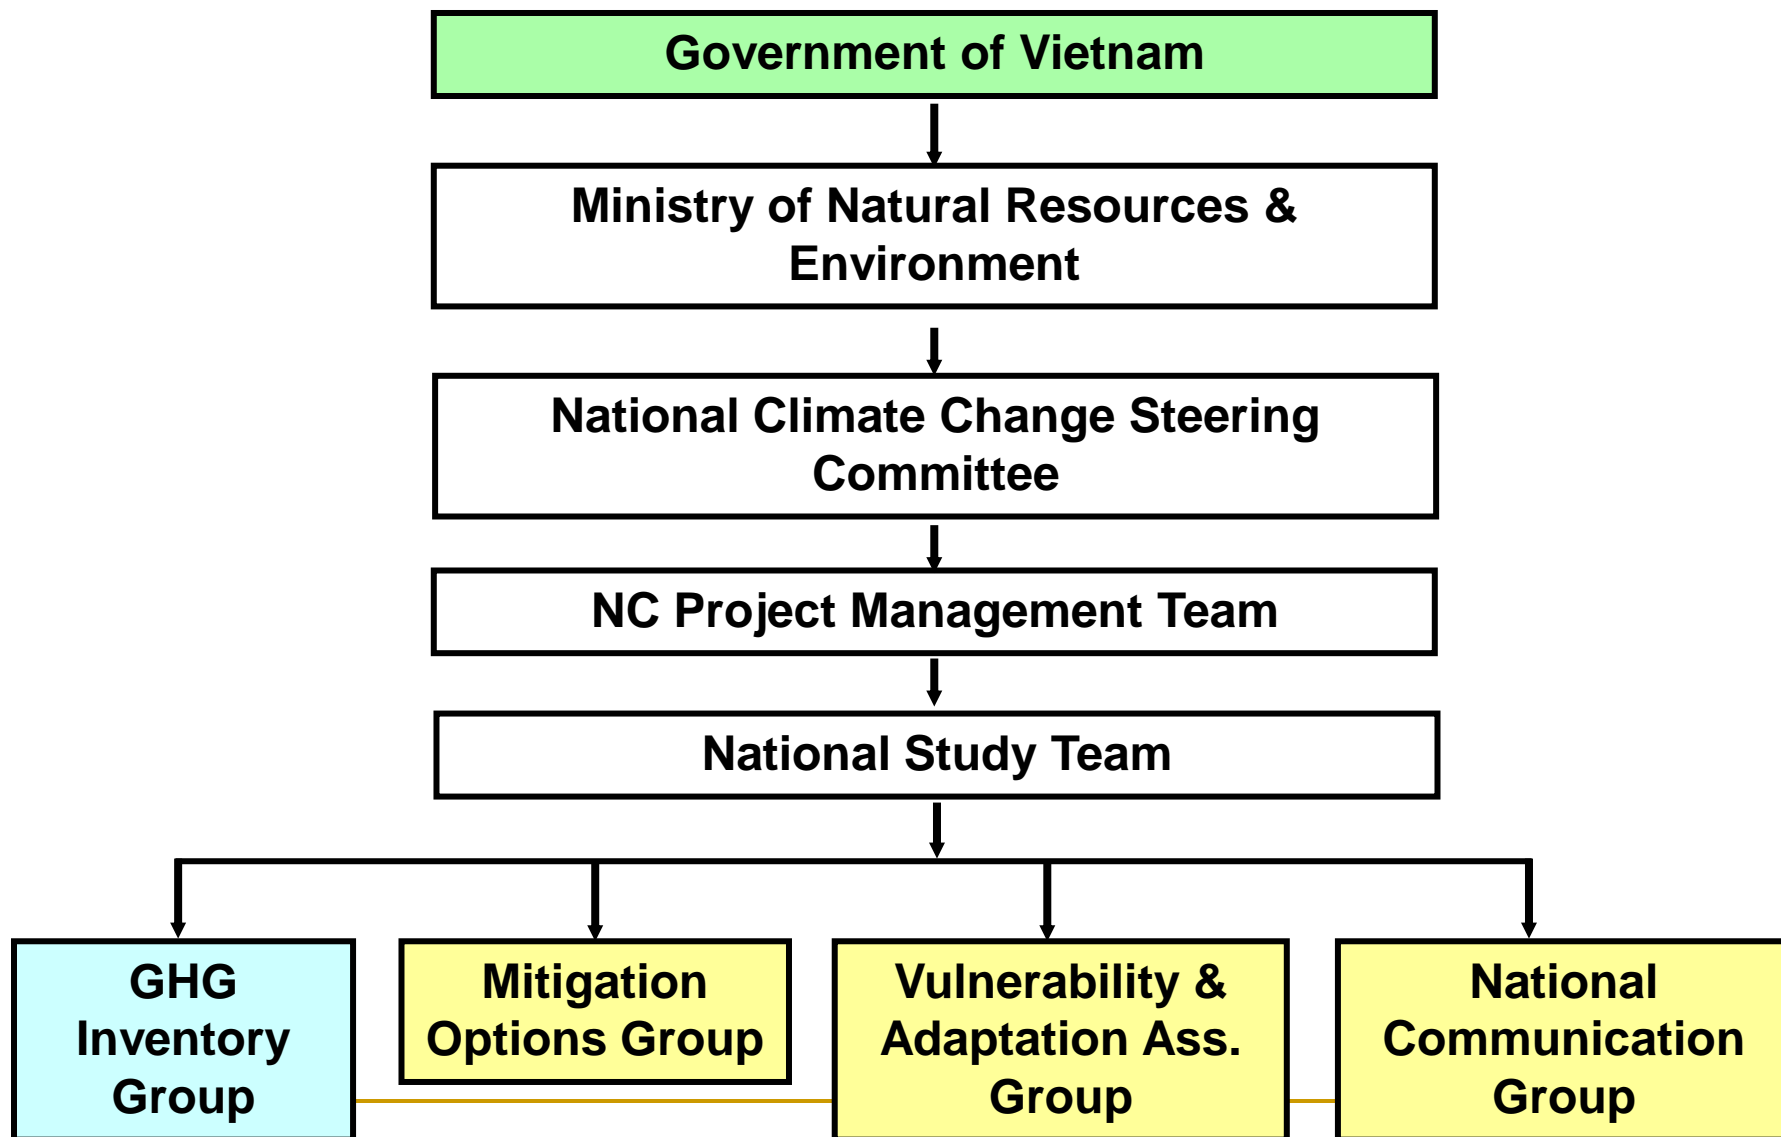 Government of Vietnam
Ministry of Natural Resources &
Environment
National Climate Change Steering
Committee
NC Project Management Team
National Study Team
GHG
Inventory
Group
Mitigation
Options Group
Vulnerability &
Adaptation Ass.
Group
National
Communication
Group